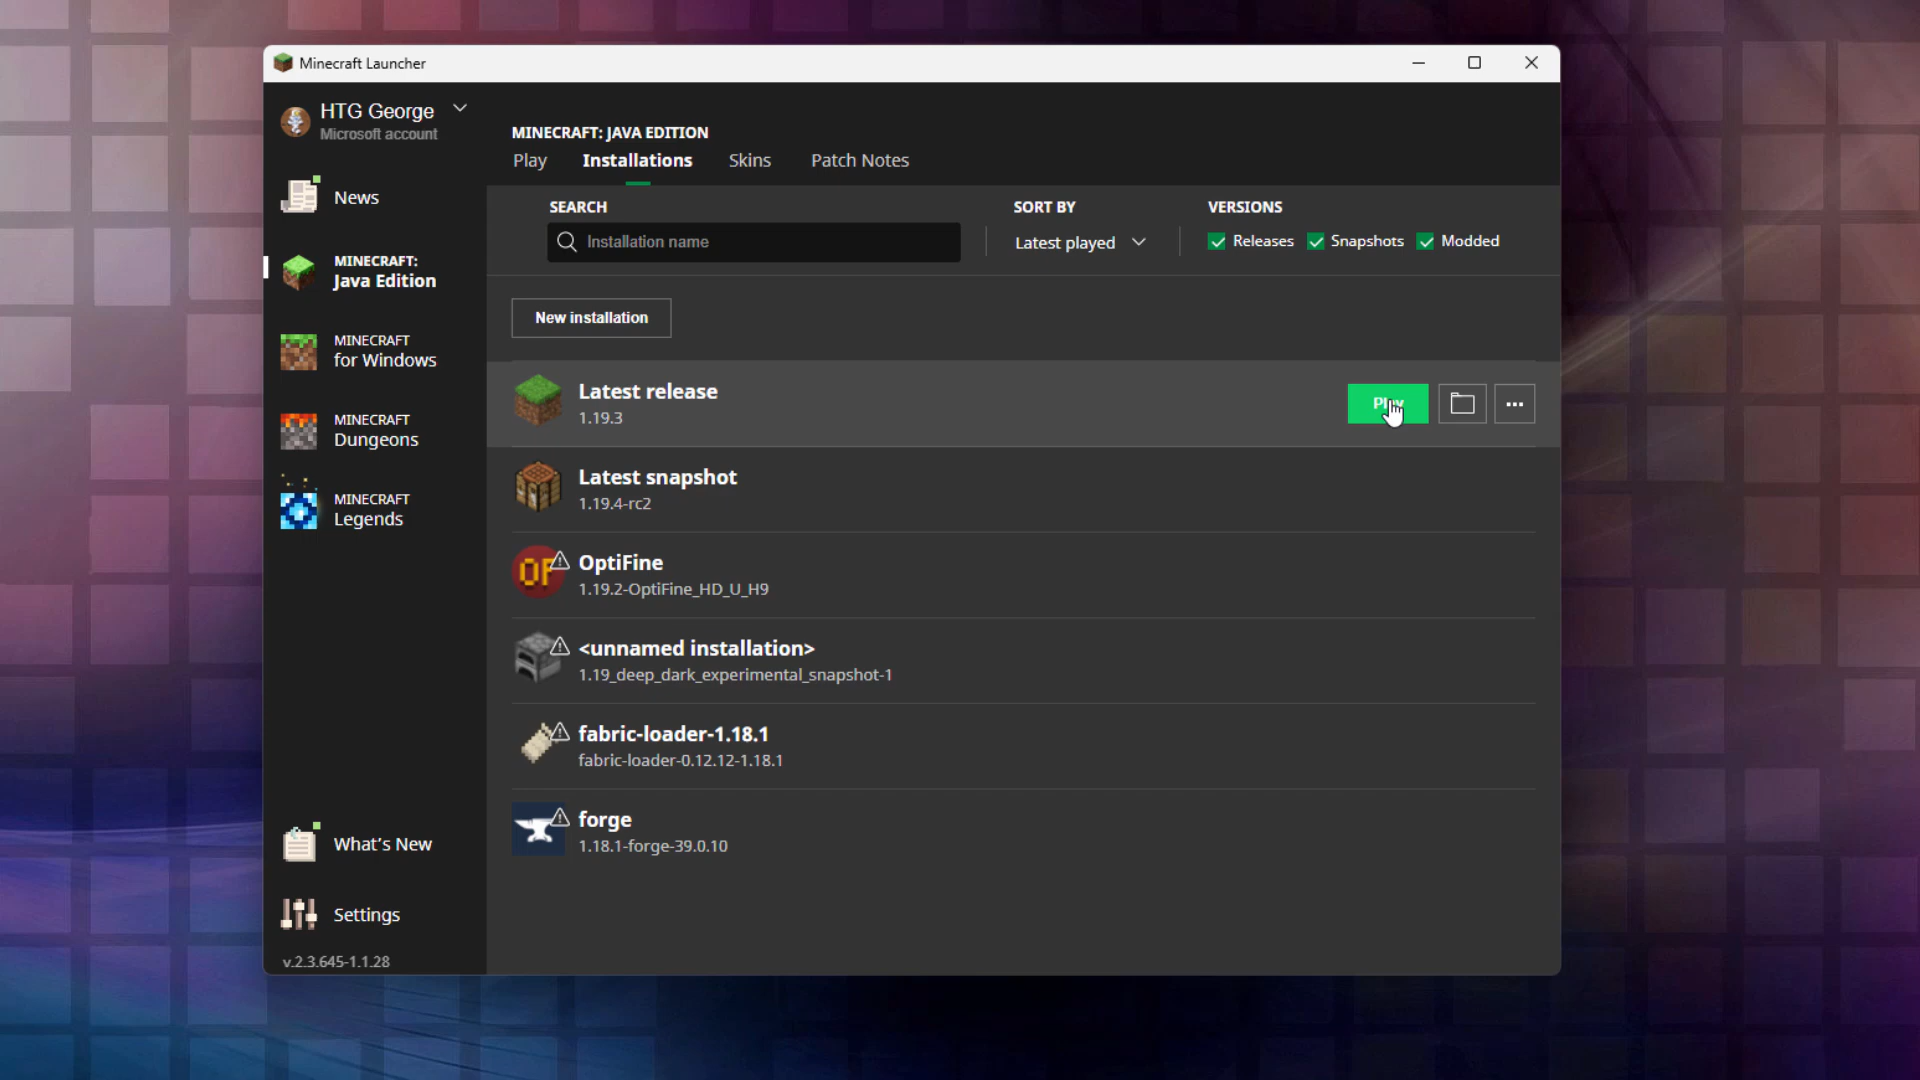 Minecraft Launcher
HTG George
Microsoft account
News
MINECRAFT:
Java Edition
MINECRAFT
for Windows
MINECRAFT
Dungeons
MINECRAFT
Legends
What's New
Settings
v.2.3.645-1.1.28
MINECRAFT: JAVA EDITION
Play Installations Skins Patch Notes
SEARCH SORT BY VERSIONS
Installation name Latest played Releases Snapshots Modded
New installation
Latest release
1.19.3
Play
Latest snapshot
1.19.4-rc2
OF
OptiFine
1.19.2-OptiFine_HD_U_H9
<unnamed installation>
1.19_deep_dark_experimental_snapshot-1
fabric-loader-1.18.1
fabric-loader-0.12.12-1.18.1
forge
1.18.1-forge-39.0.10